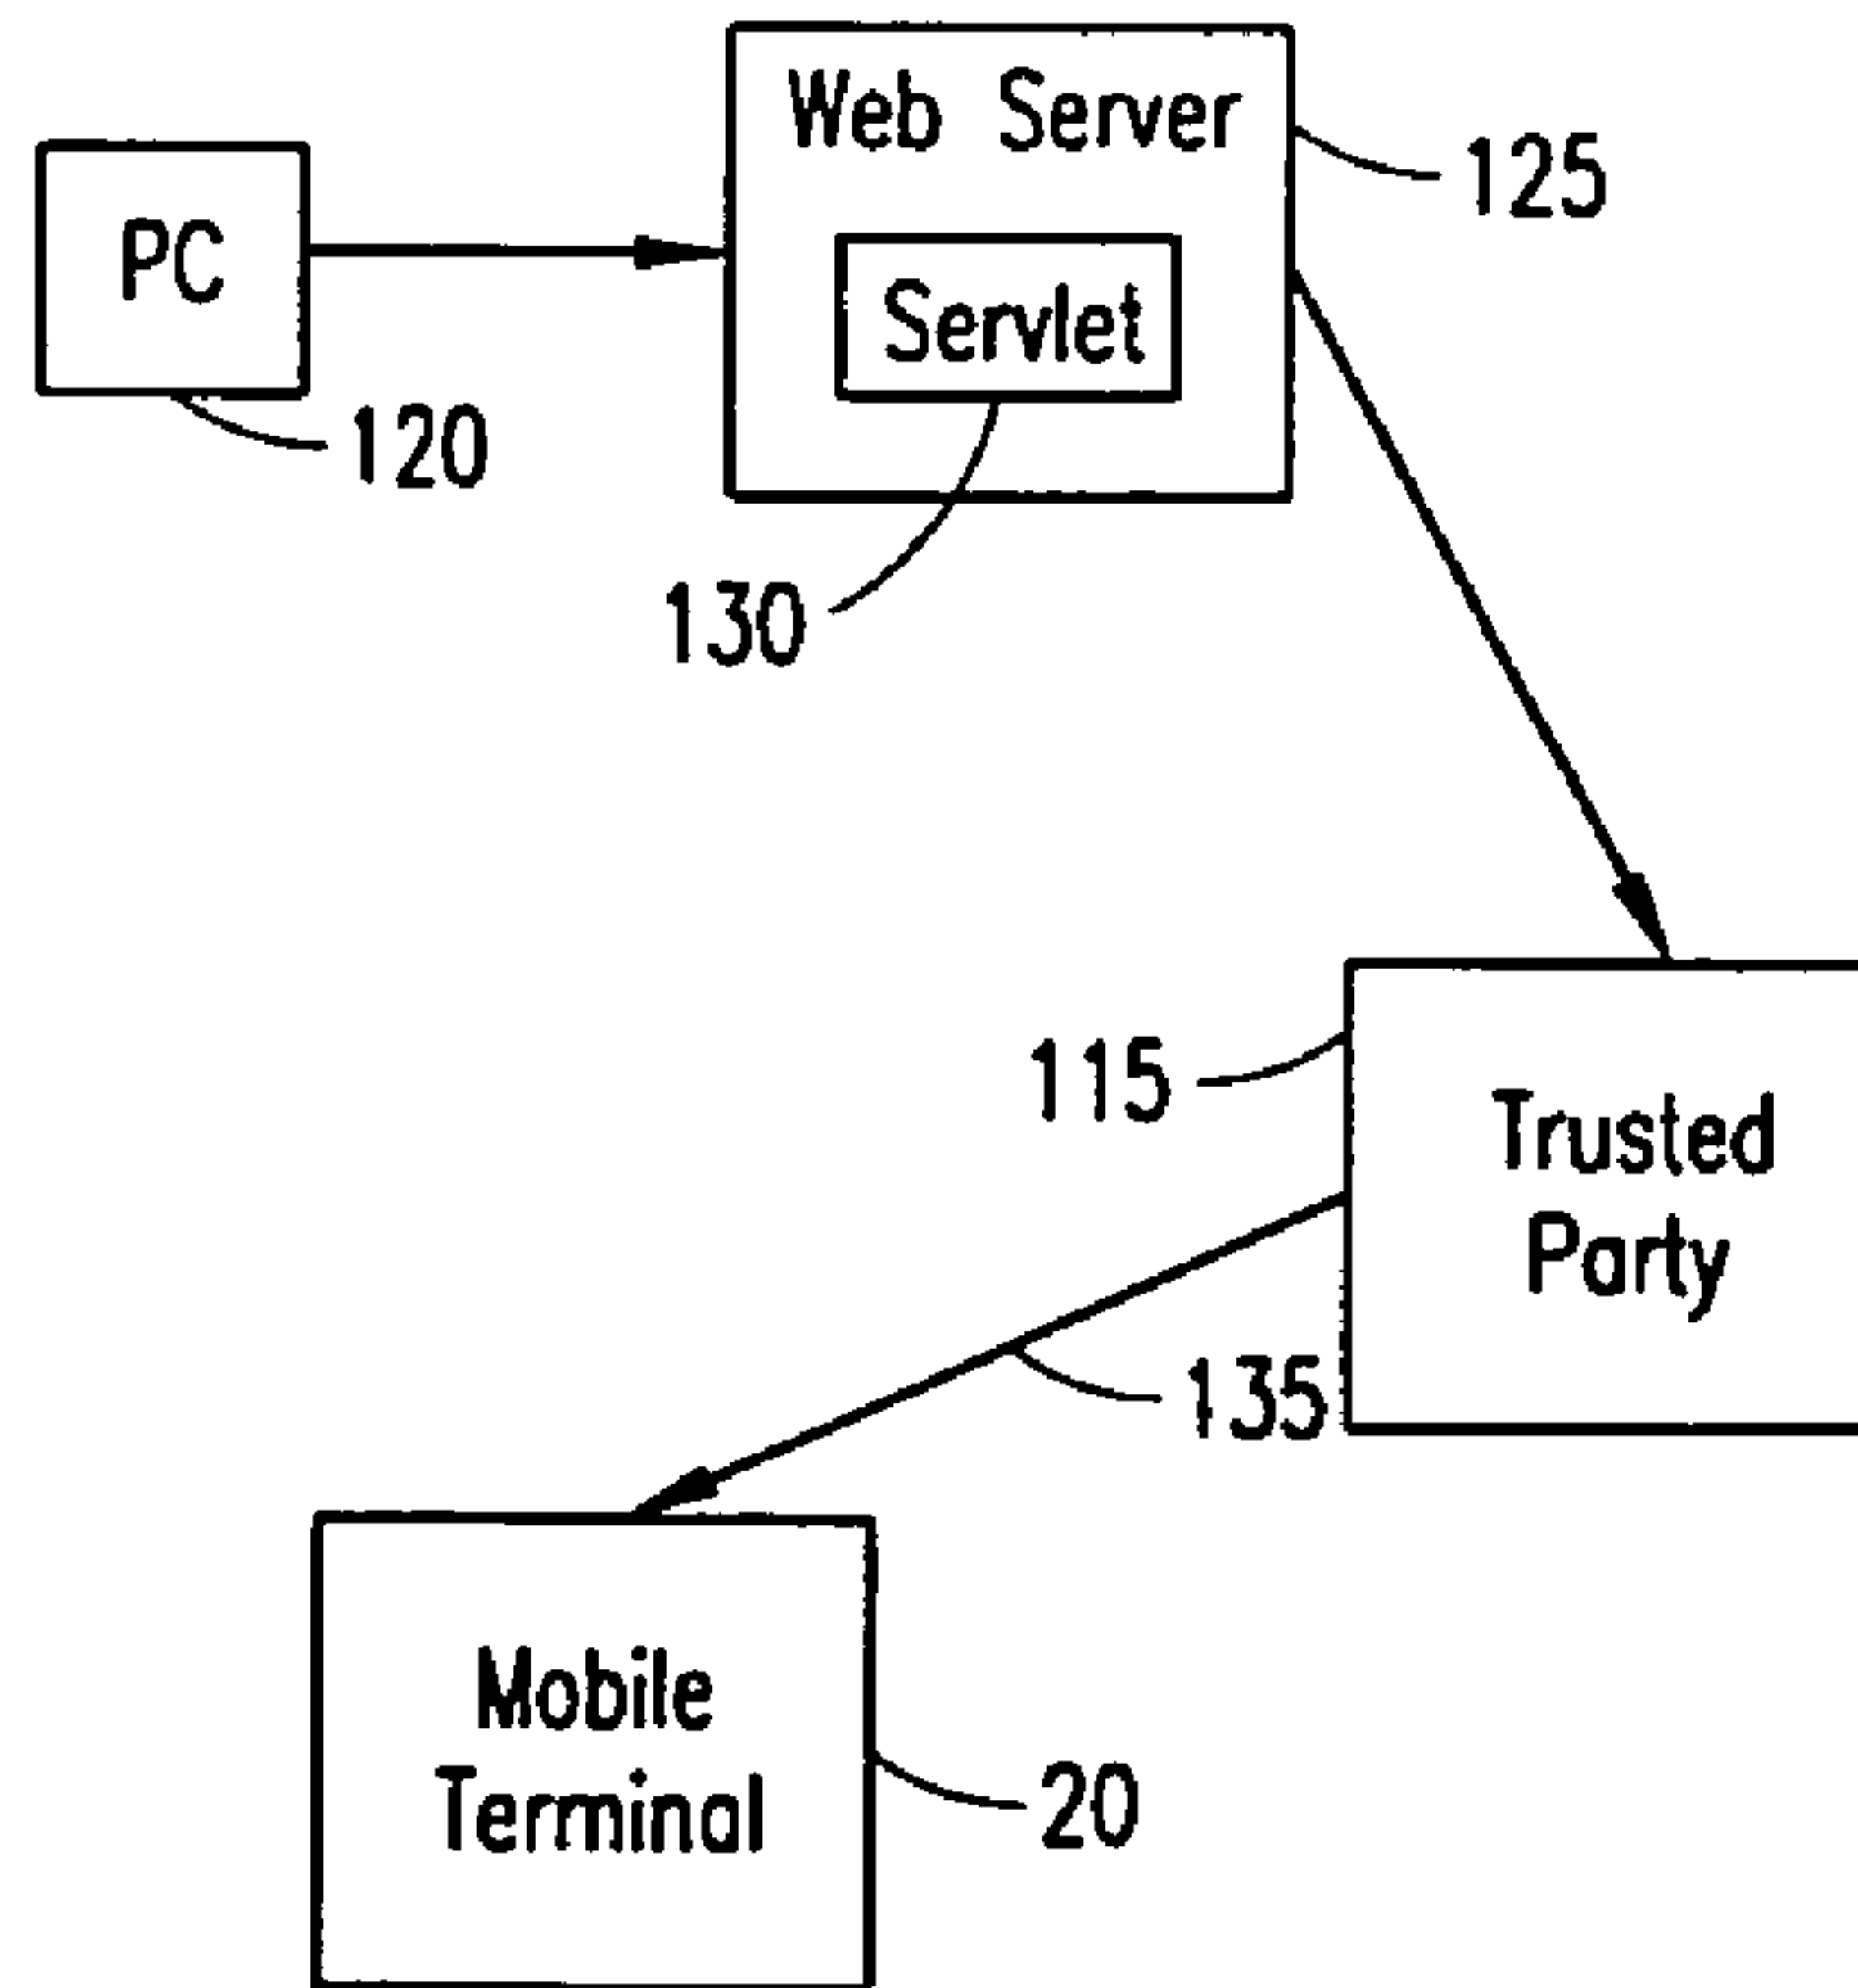 Web Server
125
PC
Servlet
120
130
115
Trusted
Party
135
Mobile
Terminal
20